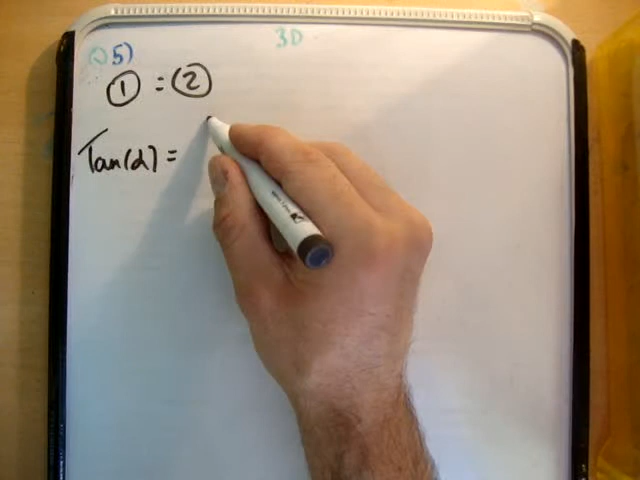 3D
Q5)
① = ②
Tan(α) =